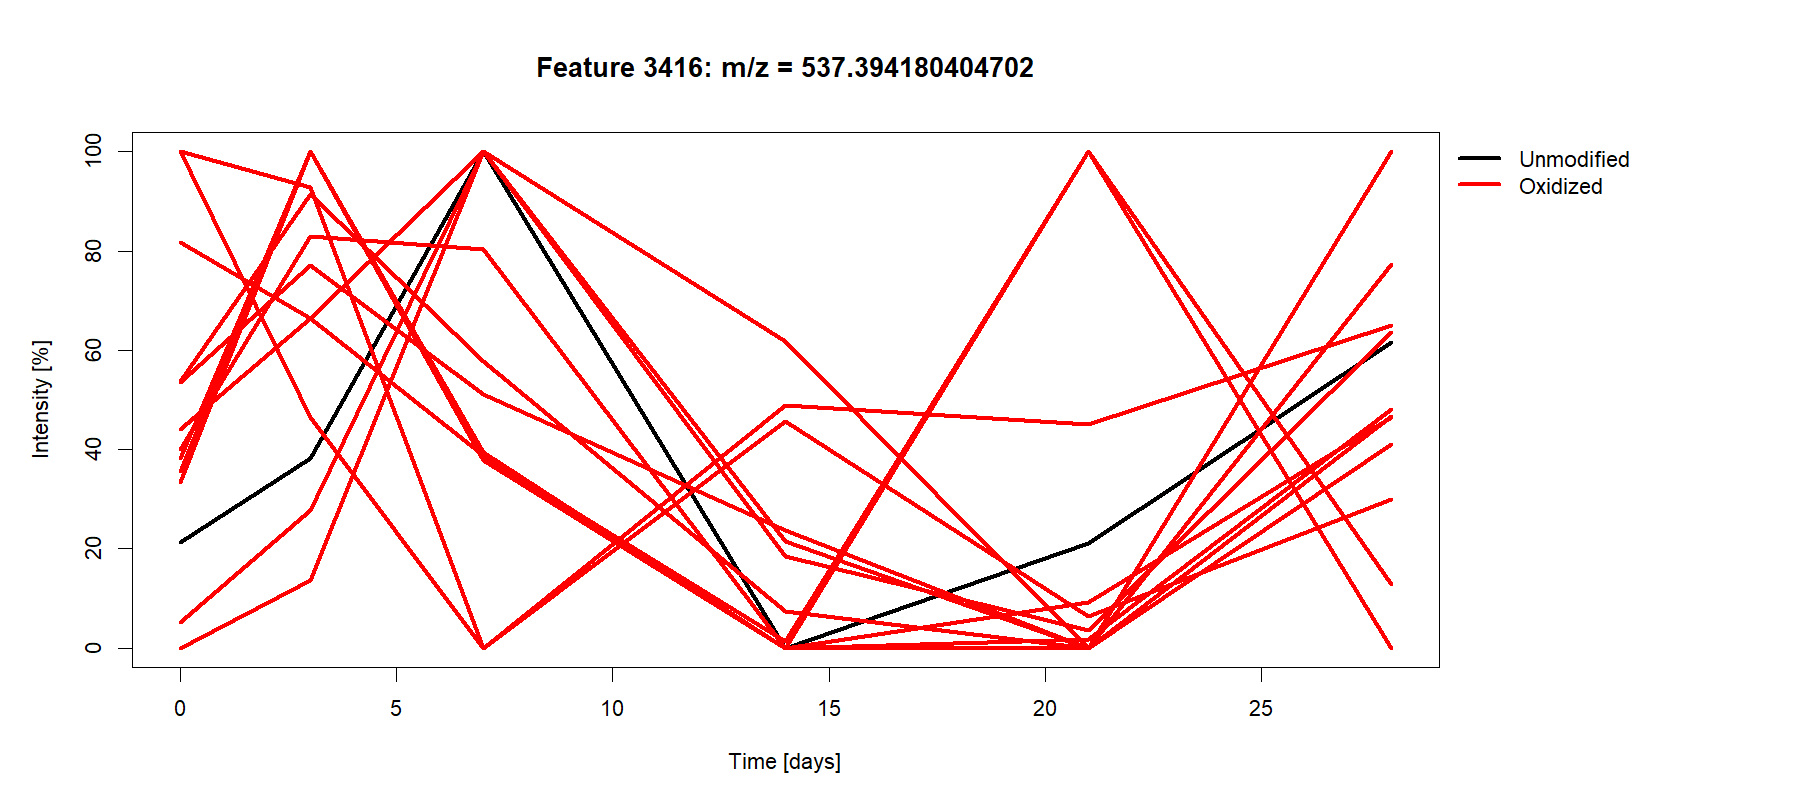 Feature 3416: m/z = 537.394180404702
Unmodified
Oxidized
Intensity [%]
100
80
60
40
20
0
0 5 10 15 20 25
Time [days]